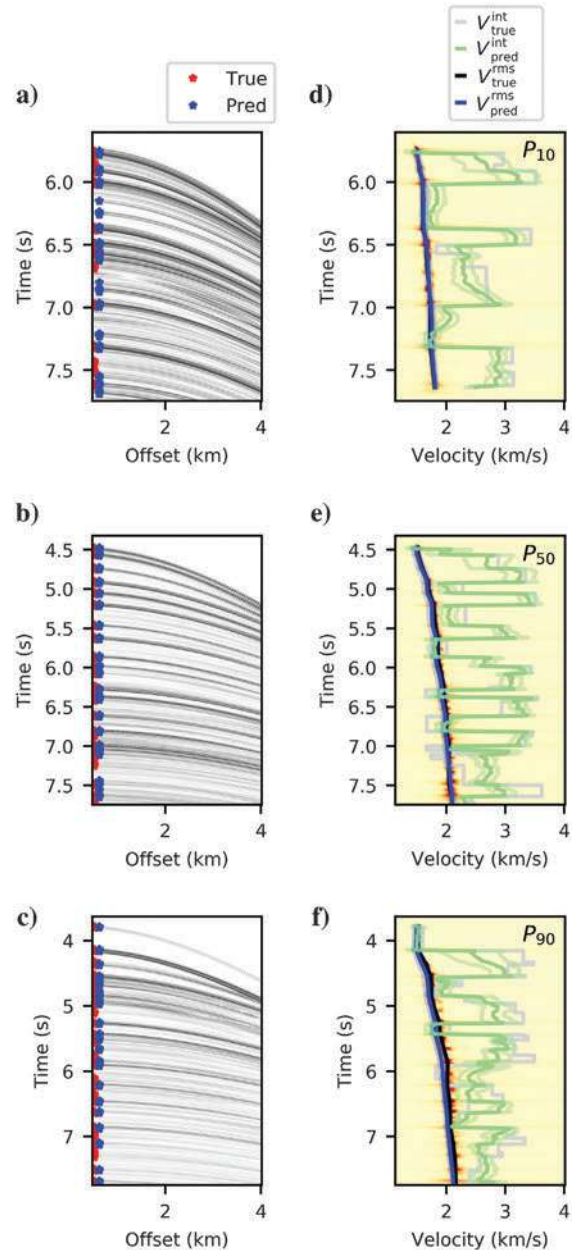 True
Pred
V^int_true
V^int_pred
V^rms_true
V^rms_pred
a)
6.0
6.5
7.0
7.5
Time (s)
2
4
Offset (km)
d)
P10
6.0
6.5
7.0
7.5
Time (s)
1
2
3
4
Velocity (km/s)
b)
4.5
5.0
5.5
6.0
6.5
7.0
7.5
Time (s)
2
4
Offset (km)
e)
P50
4.5
5.0
5.5
6.0
6.5
7.0
7.5
Time (s)
1
2
3
4
Velocity (km/s)
c)
4
5
6
7
Time (s)
2
4
Offset (km)
f)
P90
4
5
6
7
Time (s)
1
2
3
4
Velocity (km/s)